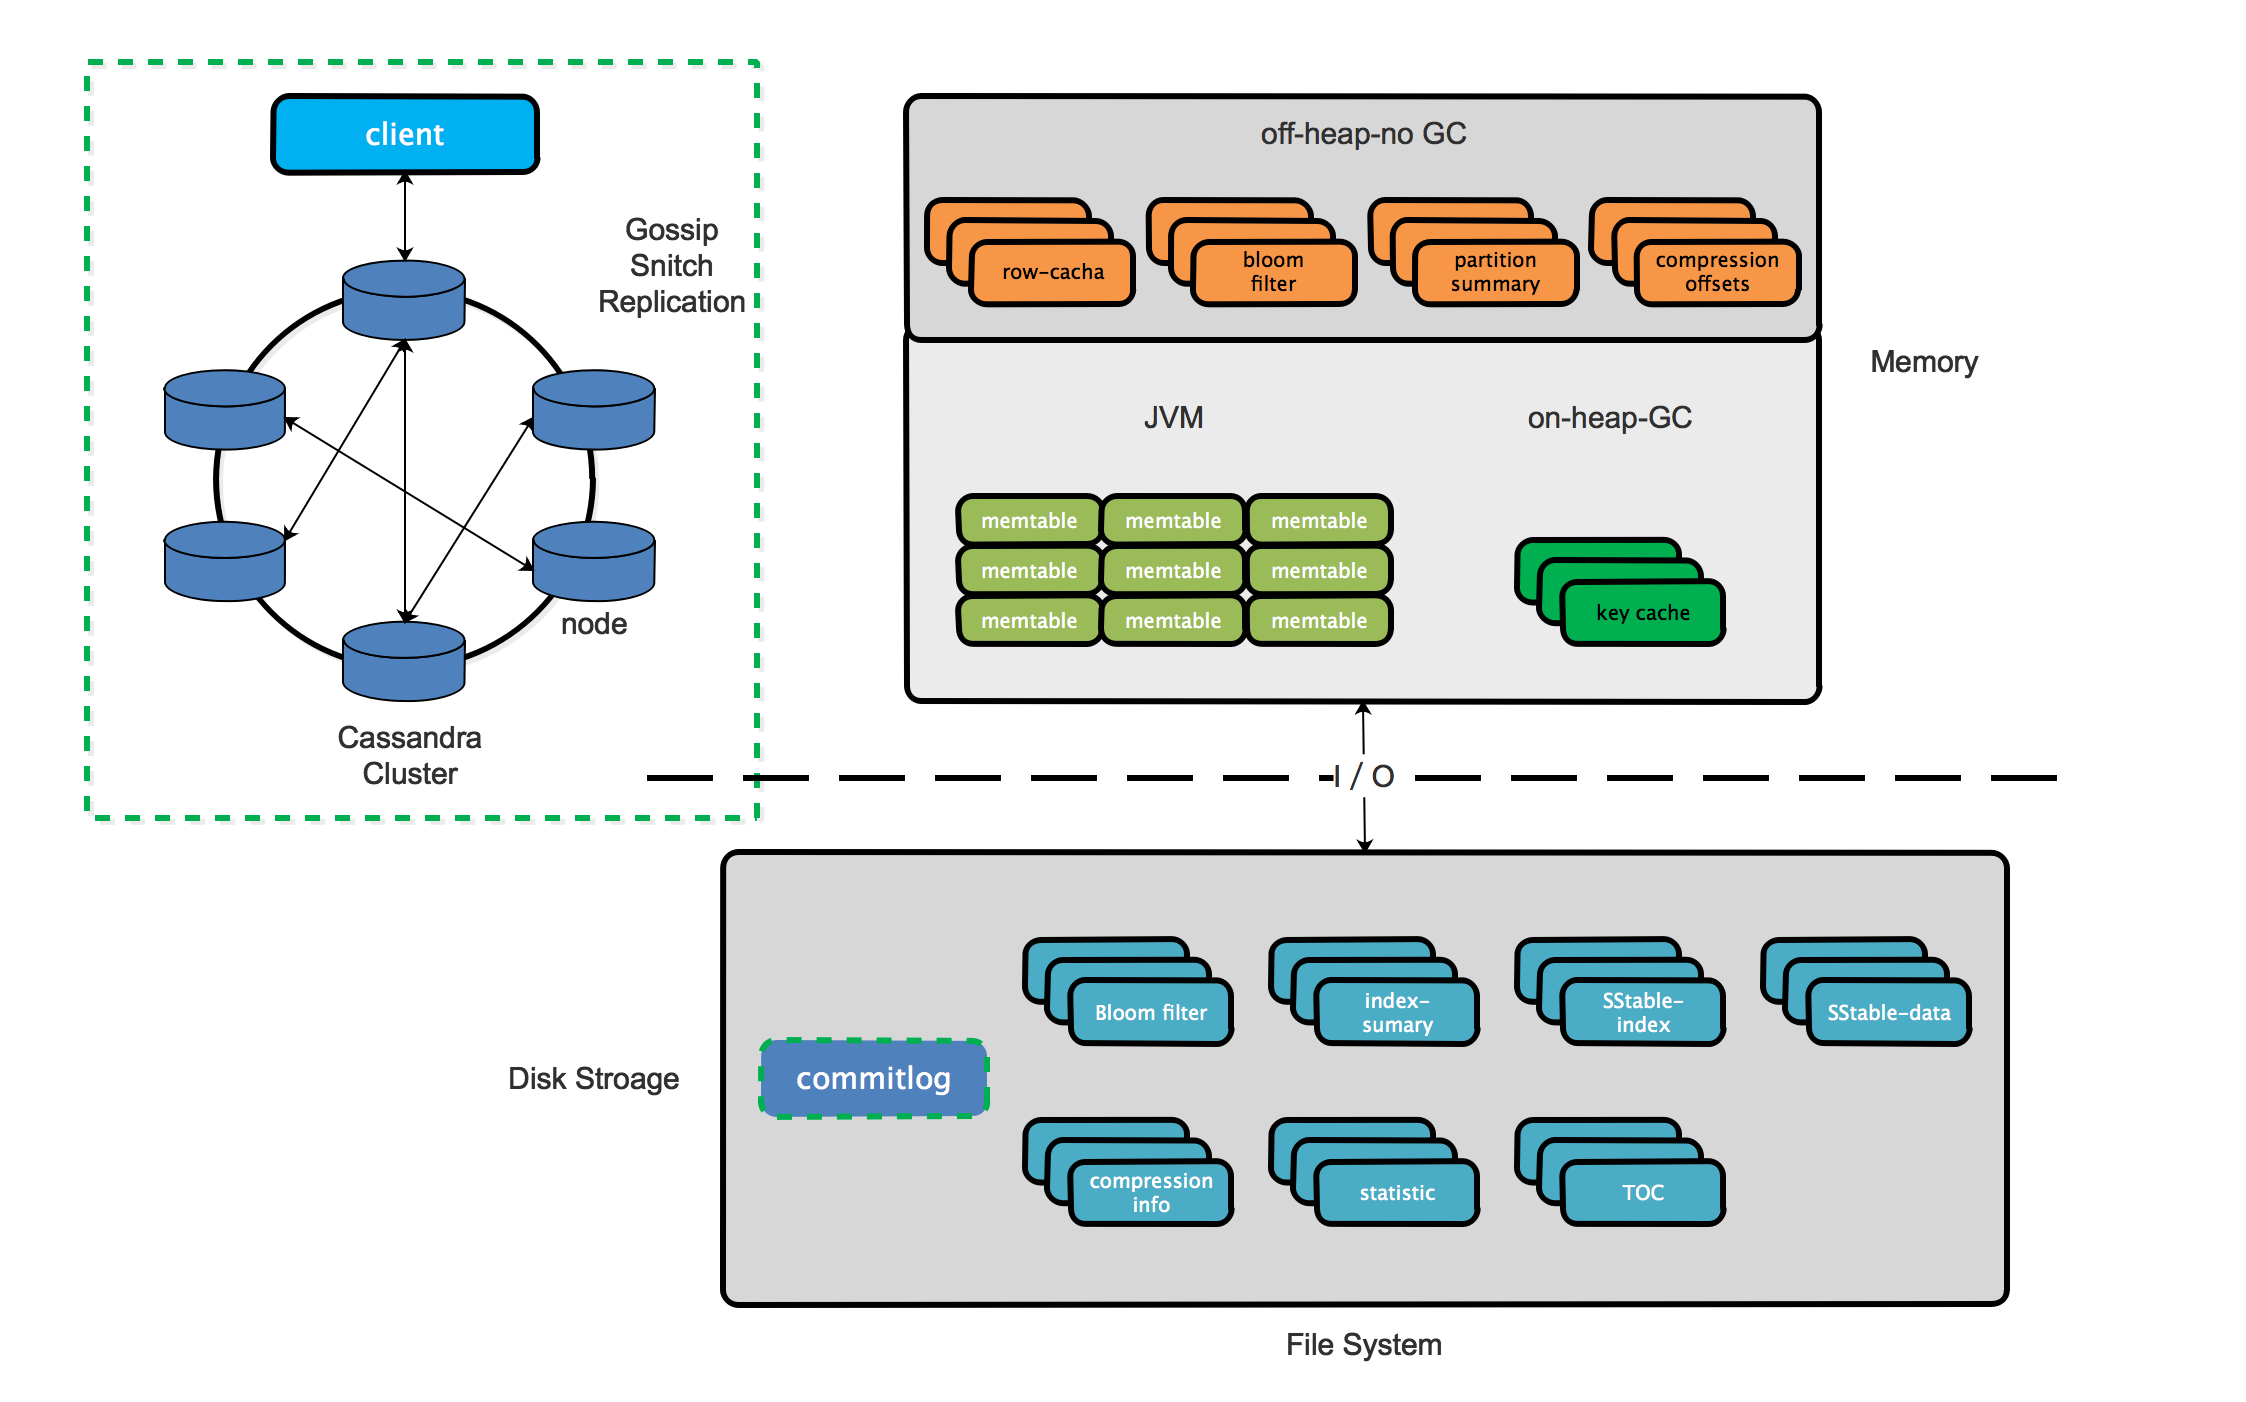 client
Gossip
Snitch
Replication
node
Cassandra
Cluster
off-heap-no GC
row-cacha
bloom
filter
partition
summary
compression
offsets
Memory
JVM
on-heap-GC
memtable
memtable
memtable
memtable
memtable
memtable
memtable
memtable
memtable
key cache
I / O
Disk Stroage
commitlog
Bloom filter
index-
sumary
SStable-
index
SStable-data
compression
info
statistic
TOC
File System